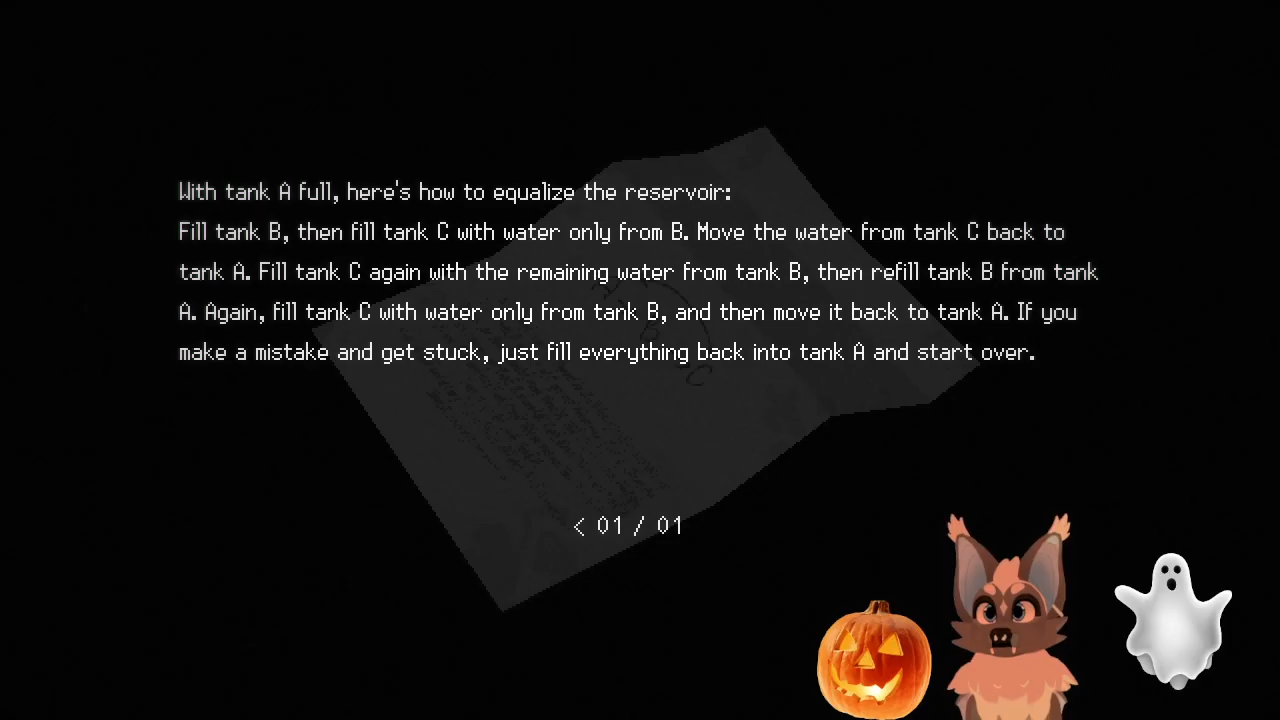 With tank A full, here's how to equalize the reservoir:
Fill tank B, then fill tank C with water only from B. Move the water from tank C back to
tank A. Fill tank C again with the remaining water from tank B, then refill tank B from tank
A. Again, fill tank C with water only from tank B, and then move it back to tank A. If you
make a mistake and get stuck, just fill everything back into tank A and start over.
< 01 / 01